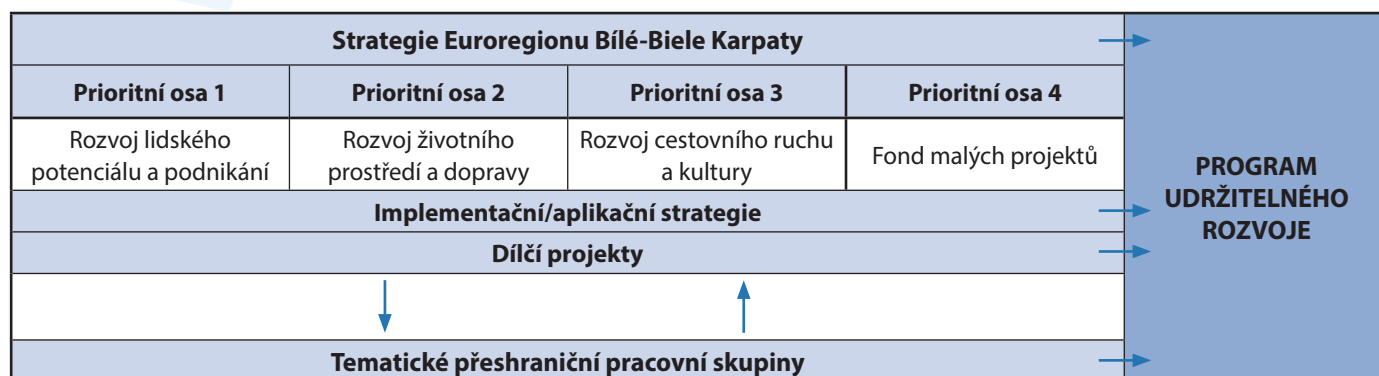 Strategie Euroregionu Bílé-Biele Karpaty
Prioritní osa 1
Prioritní osa 2
Prioritní osa 3
Prioritní osa 4
Rozvoj lidského
potenciálu a podnikání
Rozvoj životního
prostředí a dopravy
Rozvoj cestovního ruchu
a kultury
Fond malých projektů
Implementační/aplikační strategie
Dílčí projekty
Tematické přeshraniční pracovní skupiny
PROGRAM
UDRŽITELNÉHO
ROZVOJE